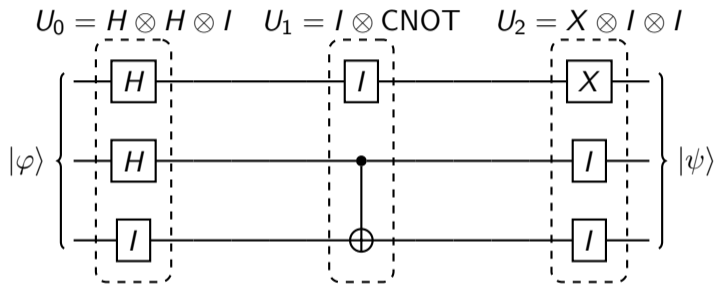 U₀ = H ⊗ H ⊗ I U₁ = I ⊗ CNOT U₂ = X ⊗ I ⊗ I
H I X
|φ⟩ H I |ψ⟩
I I